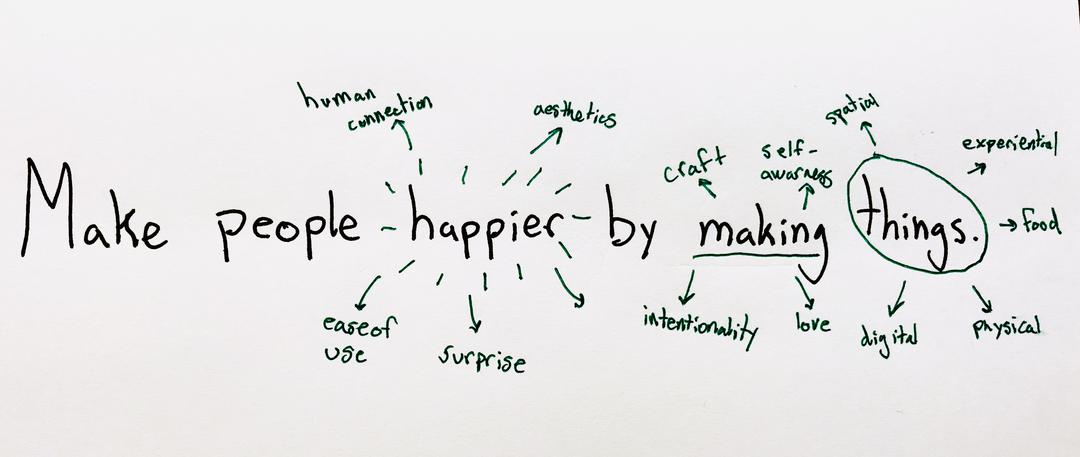 human
connection
aesthetics
craft
self-
awarness
spatial
experiential
Make people happier by making things.
food
ease of
use
surprise
intentionality
love
digital
physical